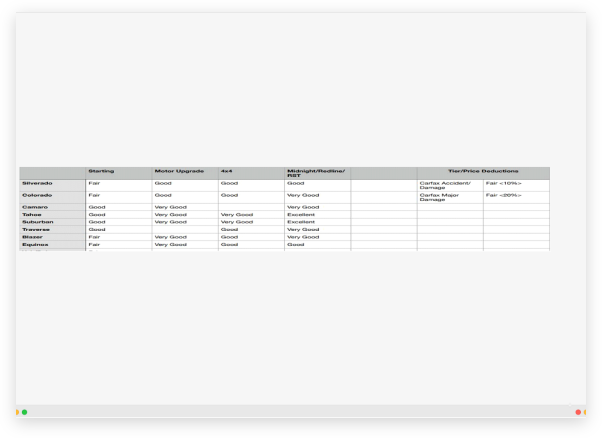 Starting Motor Upgrade 4x4 Midnight/Redline/ Tier/Price Deductions
RST
Silverado Fair Good Good Good Carfax Accident/ Fair <10%>
Damage
Colorado Fair Good Good Very Good Carfax Major Fair <20%>
Damage
Camaro Good Very Good Very Good
Tahoe Good Very Good Very Good Excellent
Suburban Good Very Good Very Good Excellent
Traverse Good Good Very Good
Blazer Fair Very Good Good Very Good
Equinox Fair Very Good Good Good